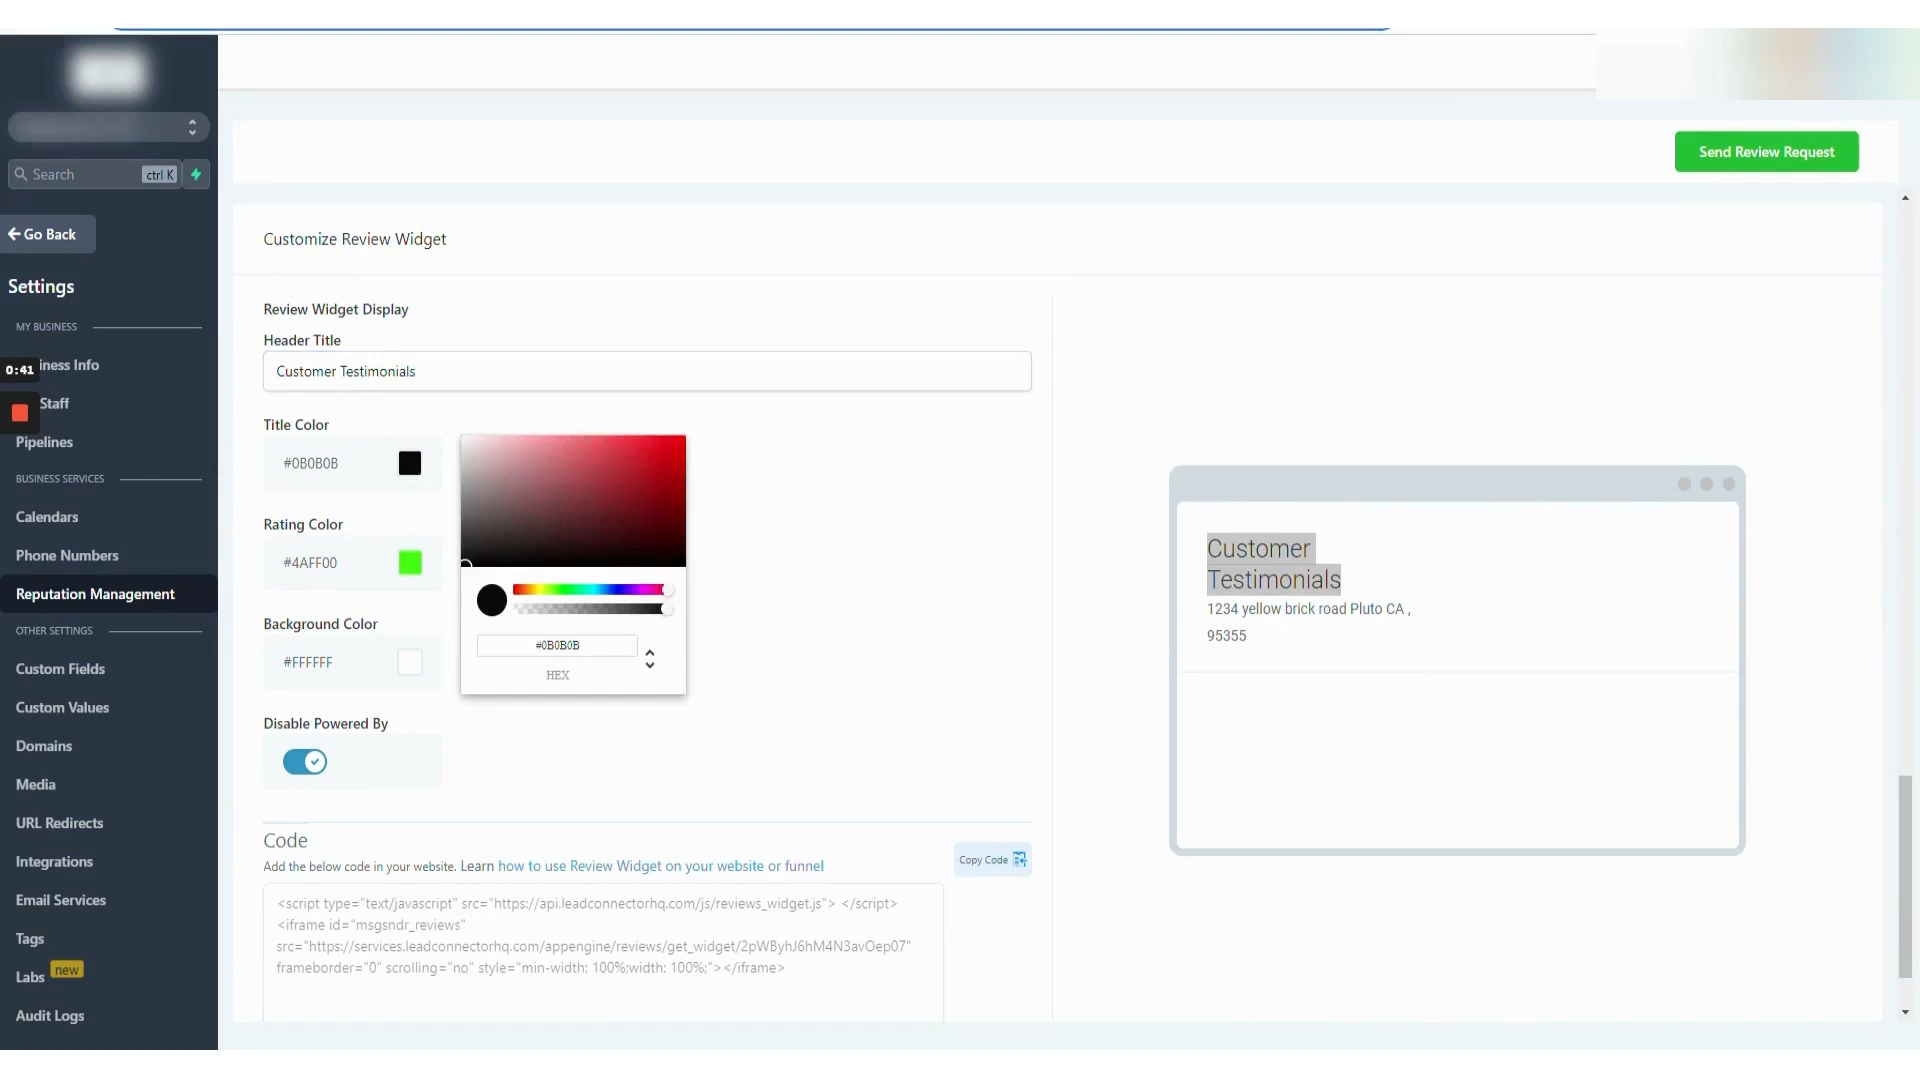 Search
ctrl K
Go Back
Settings
MY BUSINESS
iness Info
0:41
Staff
Pipelines
BUSINESS SERVICES
Calendars
Phone Numbers
Reputation Management
OTHER SETTINGS
Custom Fields
Custom Values
Domains
Media
URL Redirects
Integrations
Email Services
Tags
Labs new
Audit Logs
Send Review Request
Customize Review Widget
Review Widget Display
Header Title
Customer Testimonials
Title Color
#0B0B0B
Rating Color
#4AFF00
Background Color
#FFFFFF
Disable Powered By
#0B0B0B
HEX
Code
Add the below code in your website. Learn how to use Review Widget on your website or funnel
Copy Code
<script type="text/javascript" src="https://api.leadconnectorhq.com/js/reviews_widget.js"> </script>
<iframe id="msgsndr_reviews"
src="https://services.leadconnectorhq.com/appengine/reviews/get_widget/2pWByhJ6hM4N3avOep07"
frameborder="0" scrolling="no" style="min-width: 100%;width: 100%;"></iframe>
Customer
Testimonials
1234 yellow brick road Pluto CA ,
95355